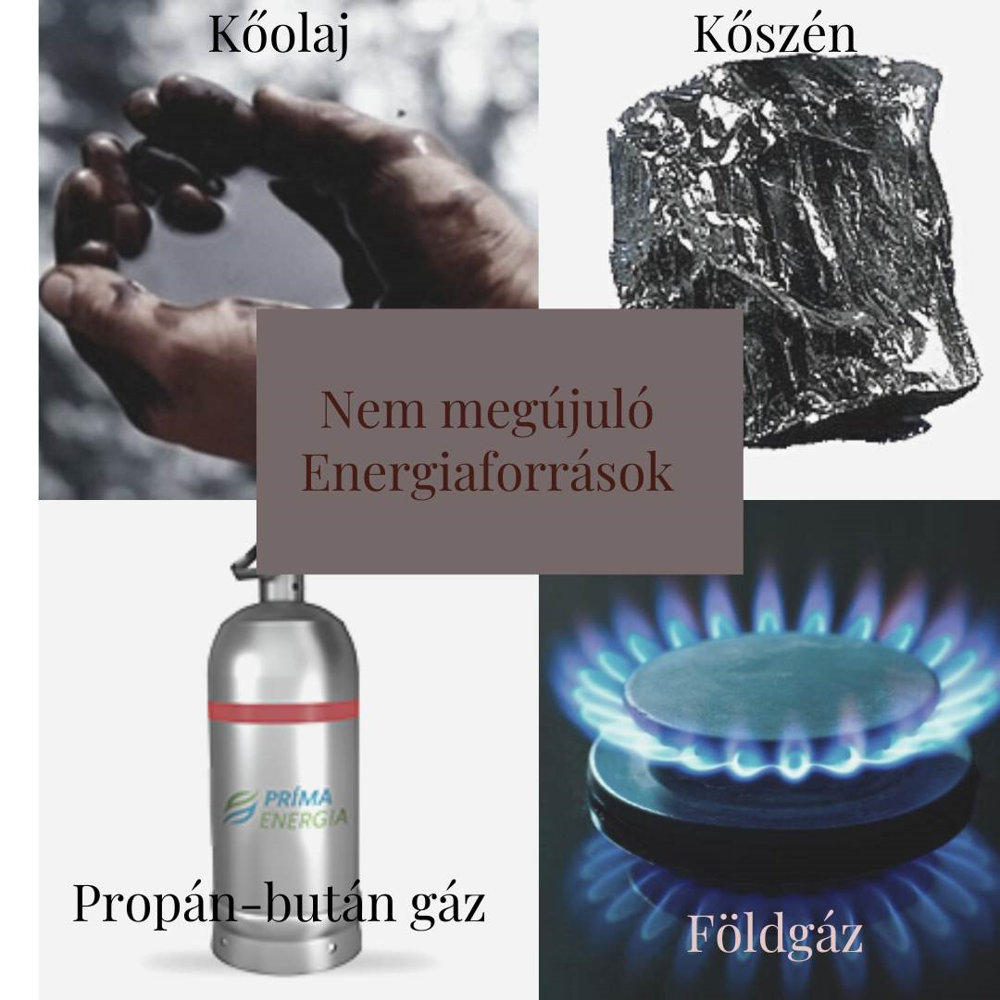 Kőolaj
Kőszén
Nem megújuló
Energiaforrások
PRÍMA
ENERGIA
Propán-bután gáz
Földgáz